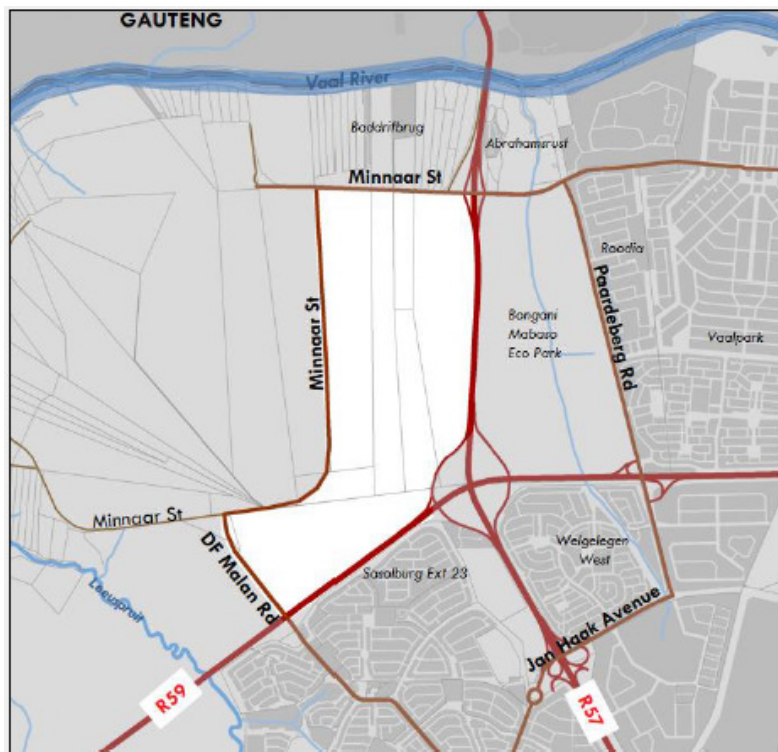 GAUTENG
Vaal River
Baddrifbrug
Abrahamsrust
Minnaar St
Roodia
Minnaar St
Paardeberg Rd
Bongani
Mabaso
Eco Park
Vaalpark
Minnaar St
DF Malan Rd
Welgelegen
West
Sasolburg Ext 23
Leeuspruit
Jan Haak Avenue
R59
R57